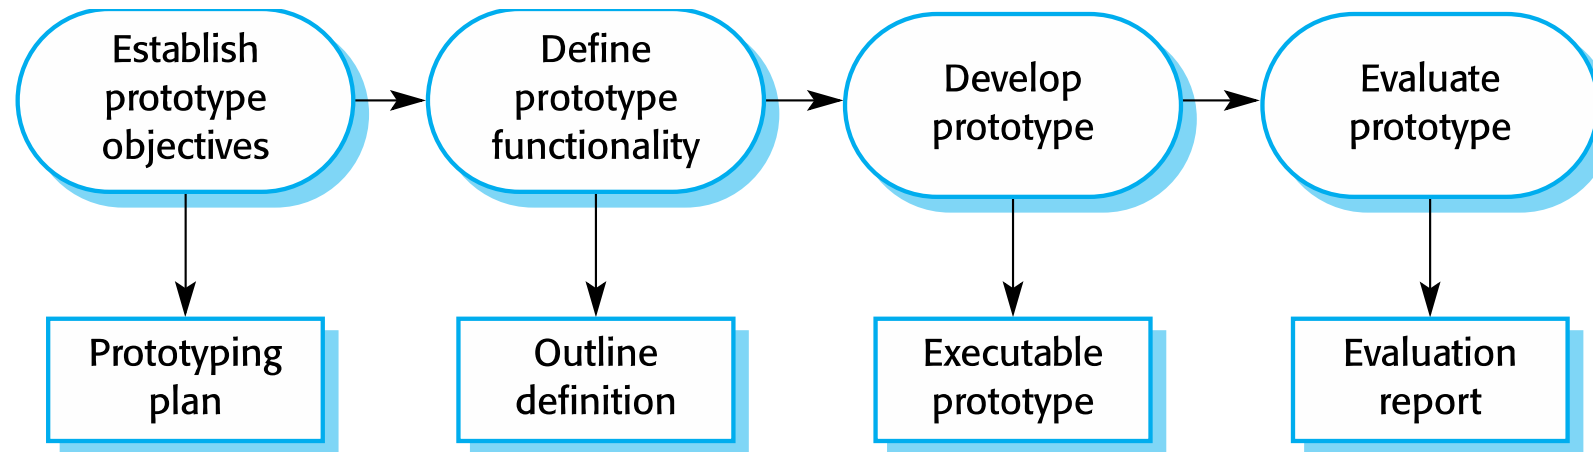 Establish
prototype
objectives
Define
prototype
functionality
Develop
prototype
Evaluate
prototype
Prototyping
plan
Outline
definition
Executable
prototype
Evaluation
report